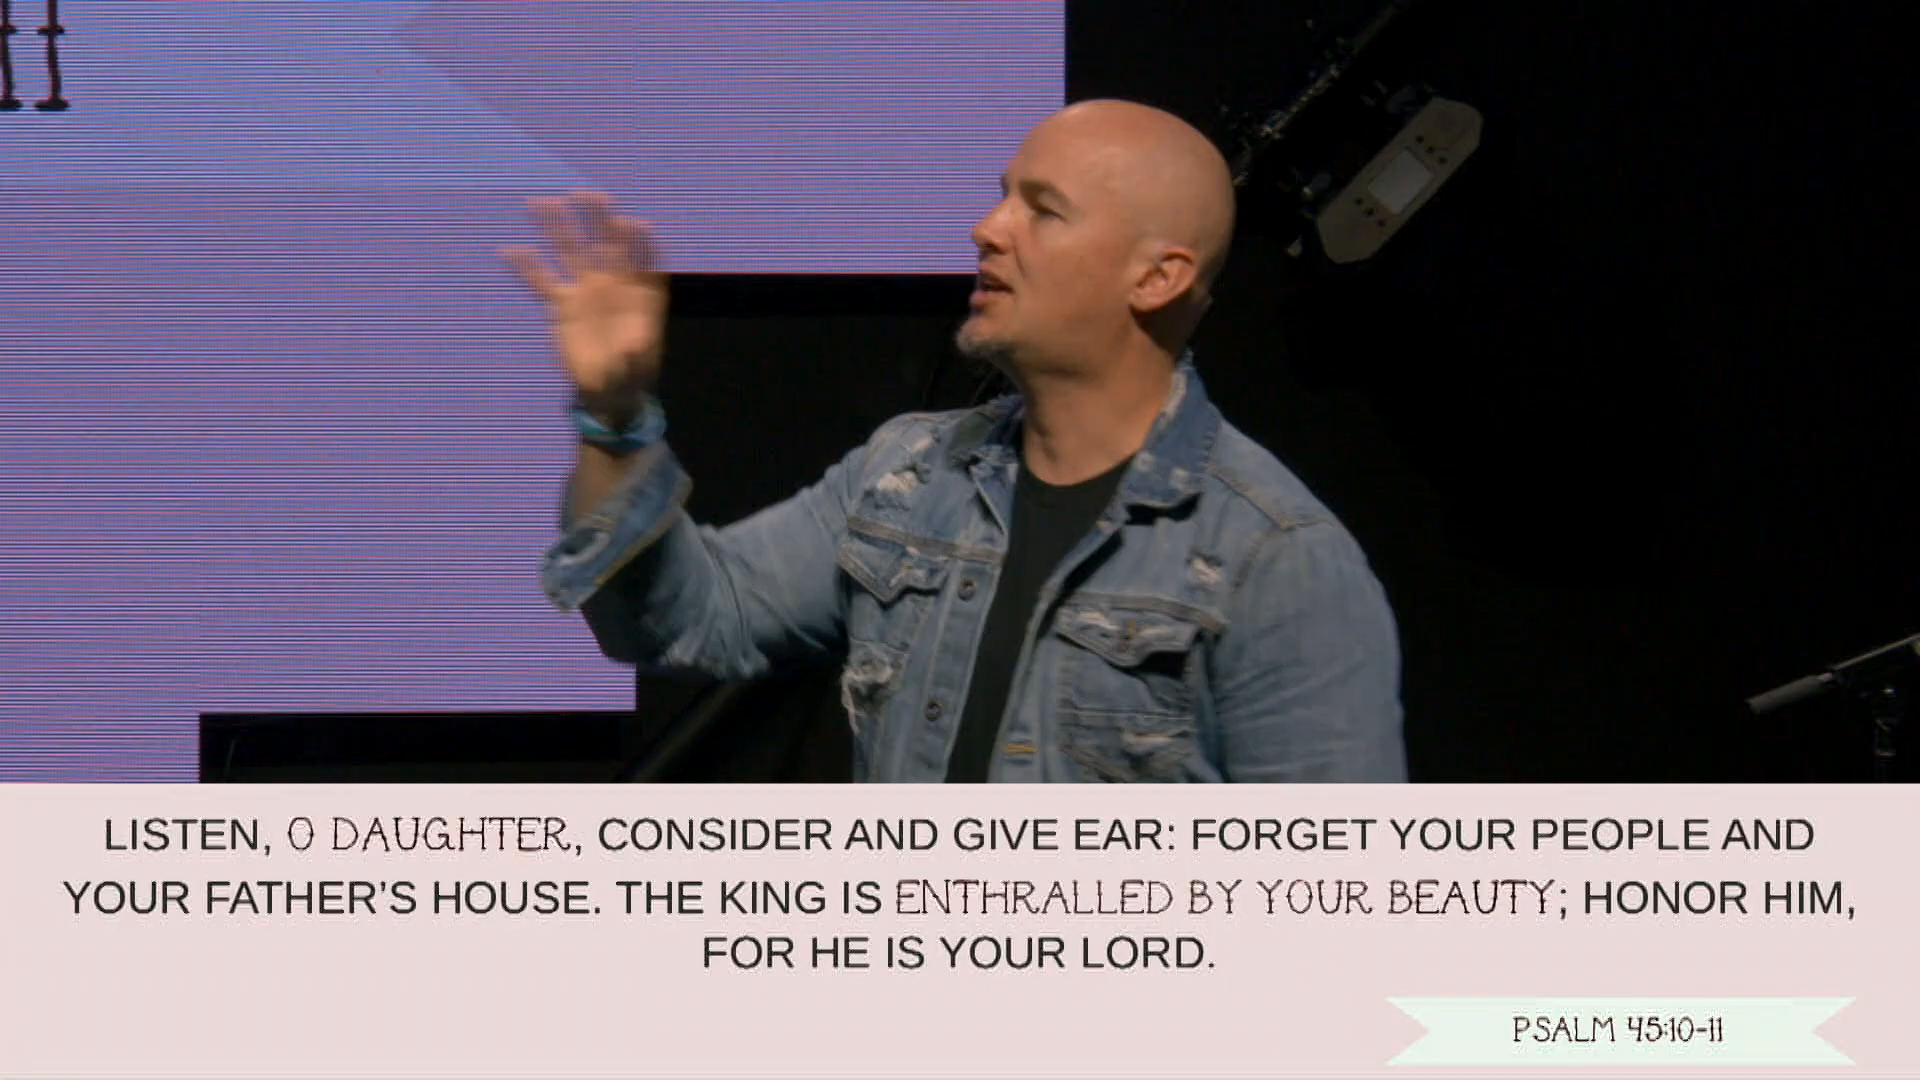 LISTEN, O DAUGHTER, CONSIDER AND GIVE EAR: FORGET YOUR PEOPLE AND
YOUR FATHER'S HOUSE. THE KING IS ENTHRALLED BY YOUR BEAUTY; HONOR HIM,
FOR HE IS YOUR LORD.
PSALM 45:10-11